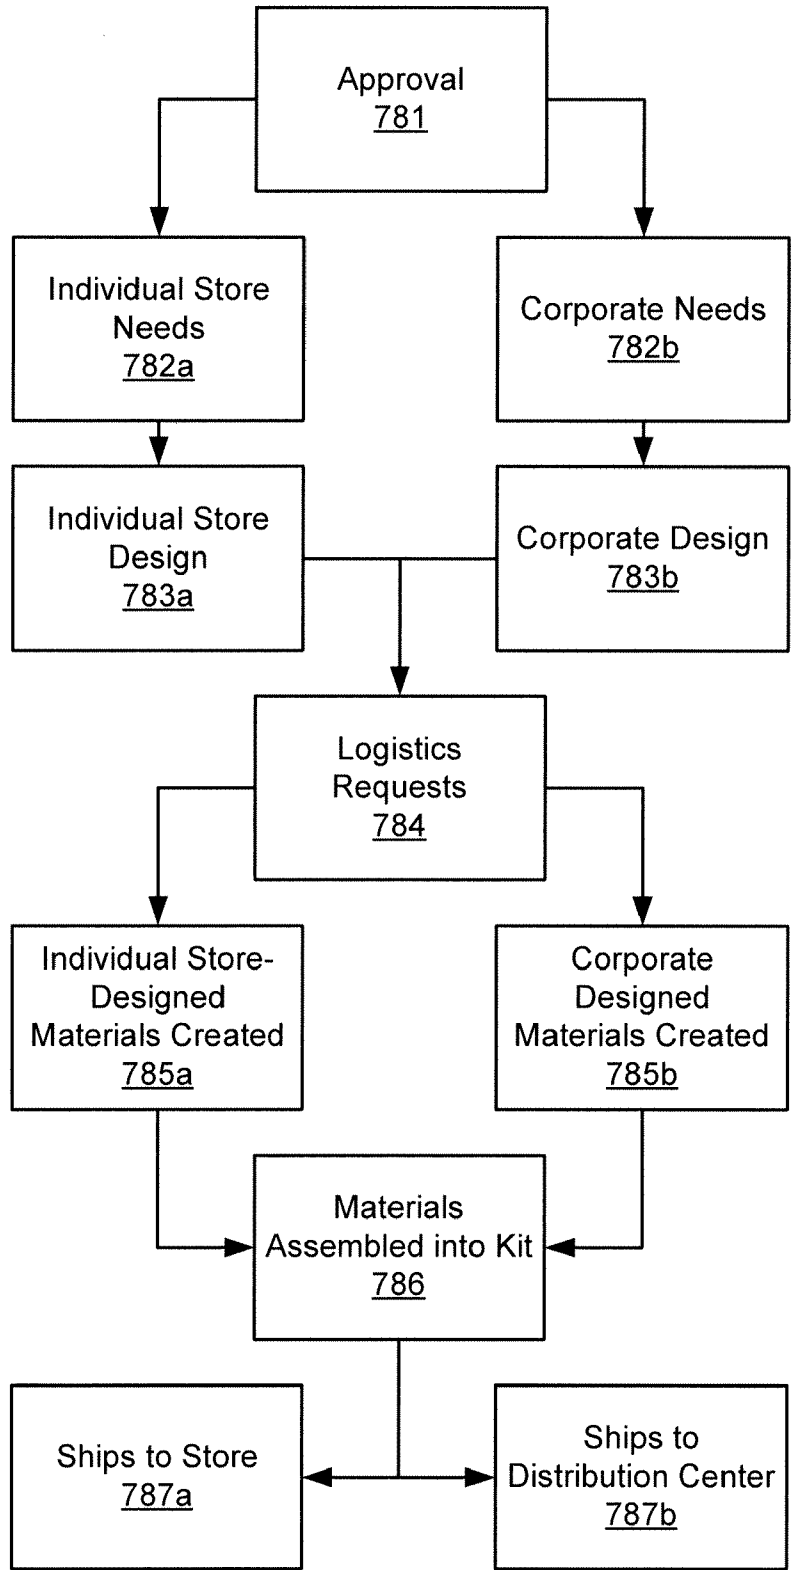 Approval
781
Individual Store
Needs
782a
Corporate Needs
782b
Individual Store
Design
783a
Corporate Design
783b
Logistics
Requests
784
Individual Store-
Designed
Materials Created
785a
Corporate
Designed
Materials Created
785b
Materials
Assembled into Kit
786
Ships to Store
787a
Ships to
Distribution Center
787b